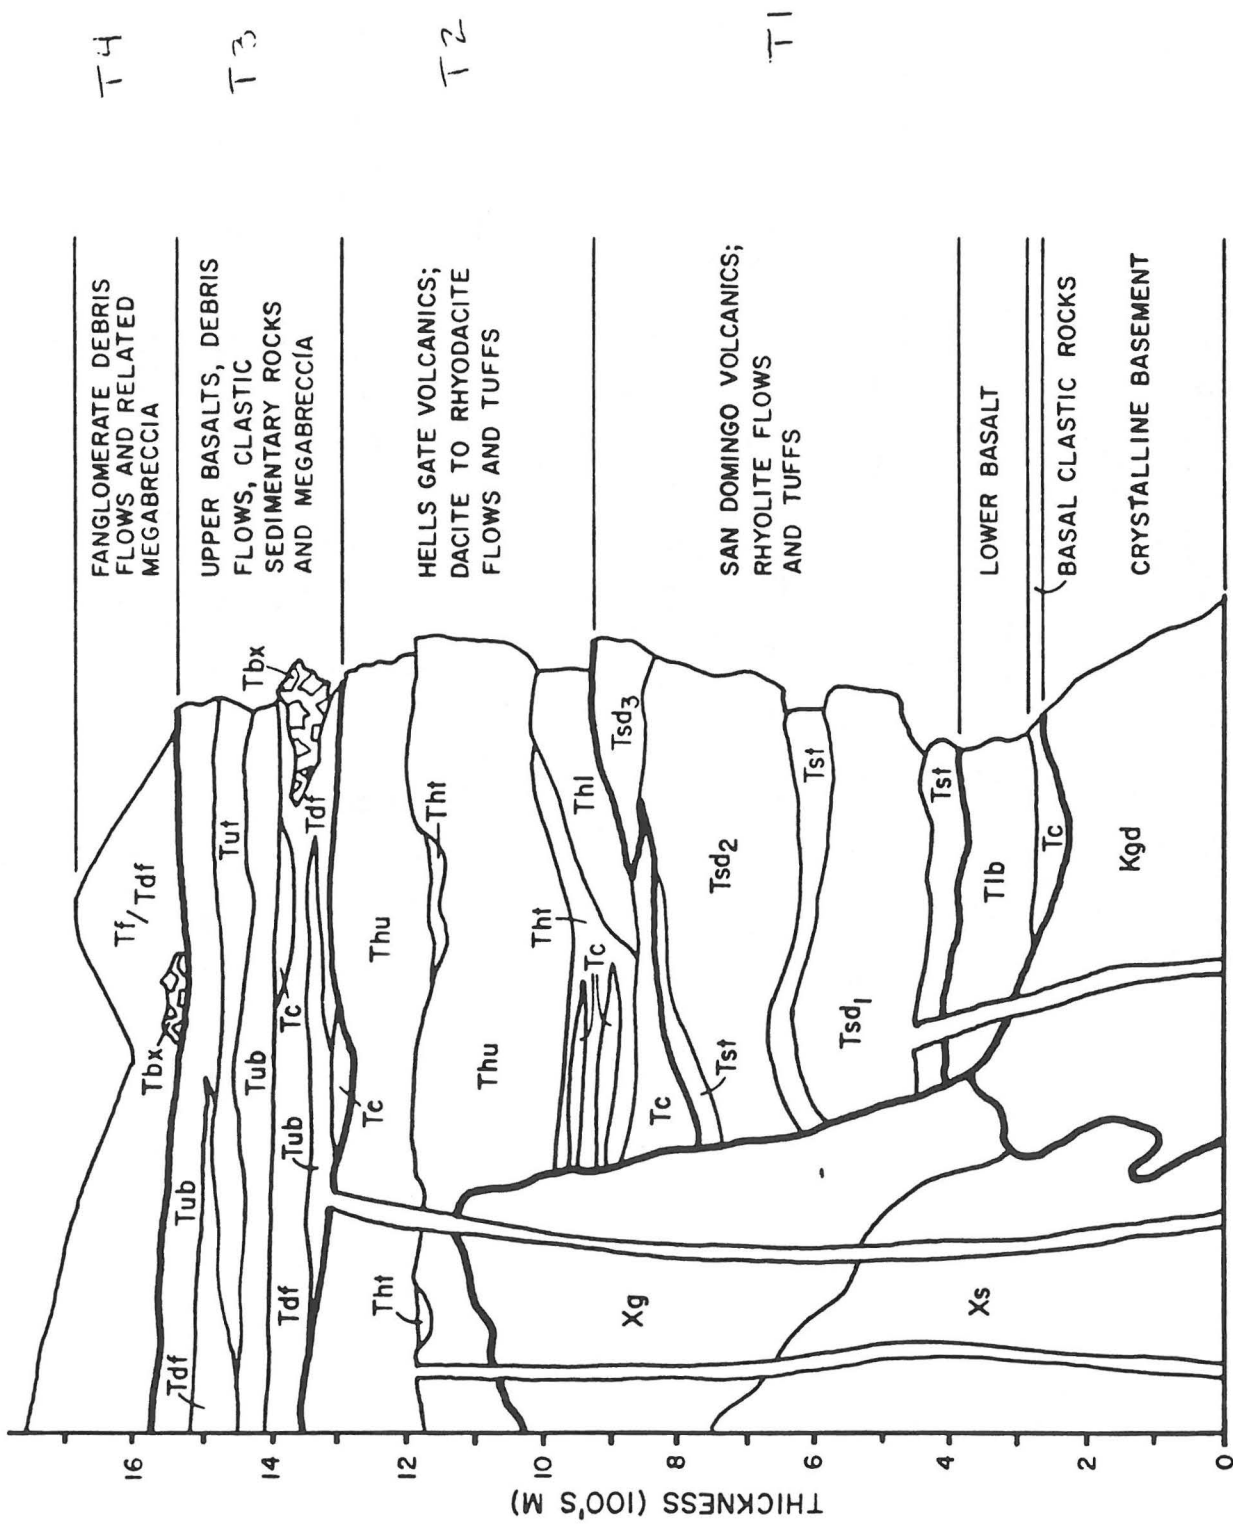 T4
T3
T2
T1
FANGLOMERATE DEBRIS
FLOWS AND RELATED
MEGABRECCIA
UPPER BASALTS, DEBRIS
FLOWS, CLASTIC
SEDIMENTARY ROCKS
AND MEGABRECCIA
HELLS GATE VOLCANICS;
DACITE TO RHYODACITE
FLOWS AND TUFFS
SAN DOMINGO VOLCANICS;
RHYOLITE FLOWS
AND TUFFS
LOWER BASALT
BASAL CLASTIC ROCKS
CRYSTALLINE BASEMENT
Tf/Tdf
Tbx
Tub
Tdf
Tut
Tub
Tbx
Tdf
Tc
Tub
Tdf
Tc
Thu
Tht
Tht
Thu
Tht
Thl
Tc
Tsd3
Tc
Tst
Tsd2
Tst
Tsd1
Tst
Tlb
Tc
Kgd
Xg
Xs
16
14
12
10
8
6
4
2
0
THICKNESS (100'S M)